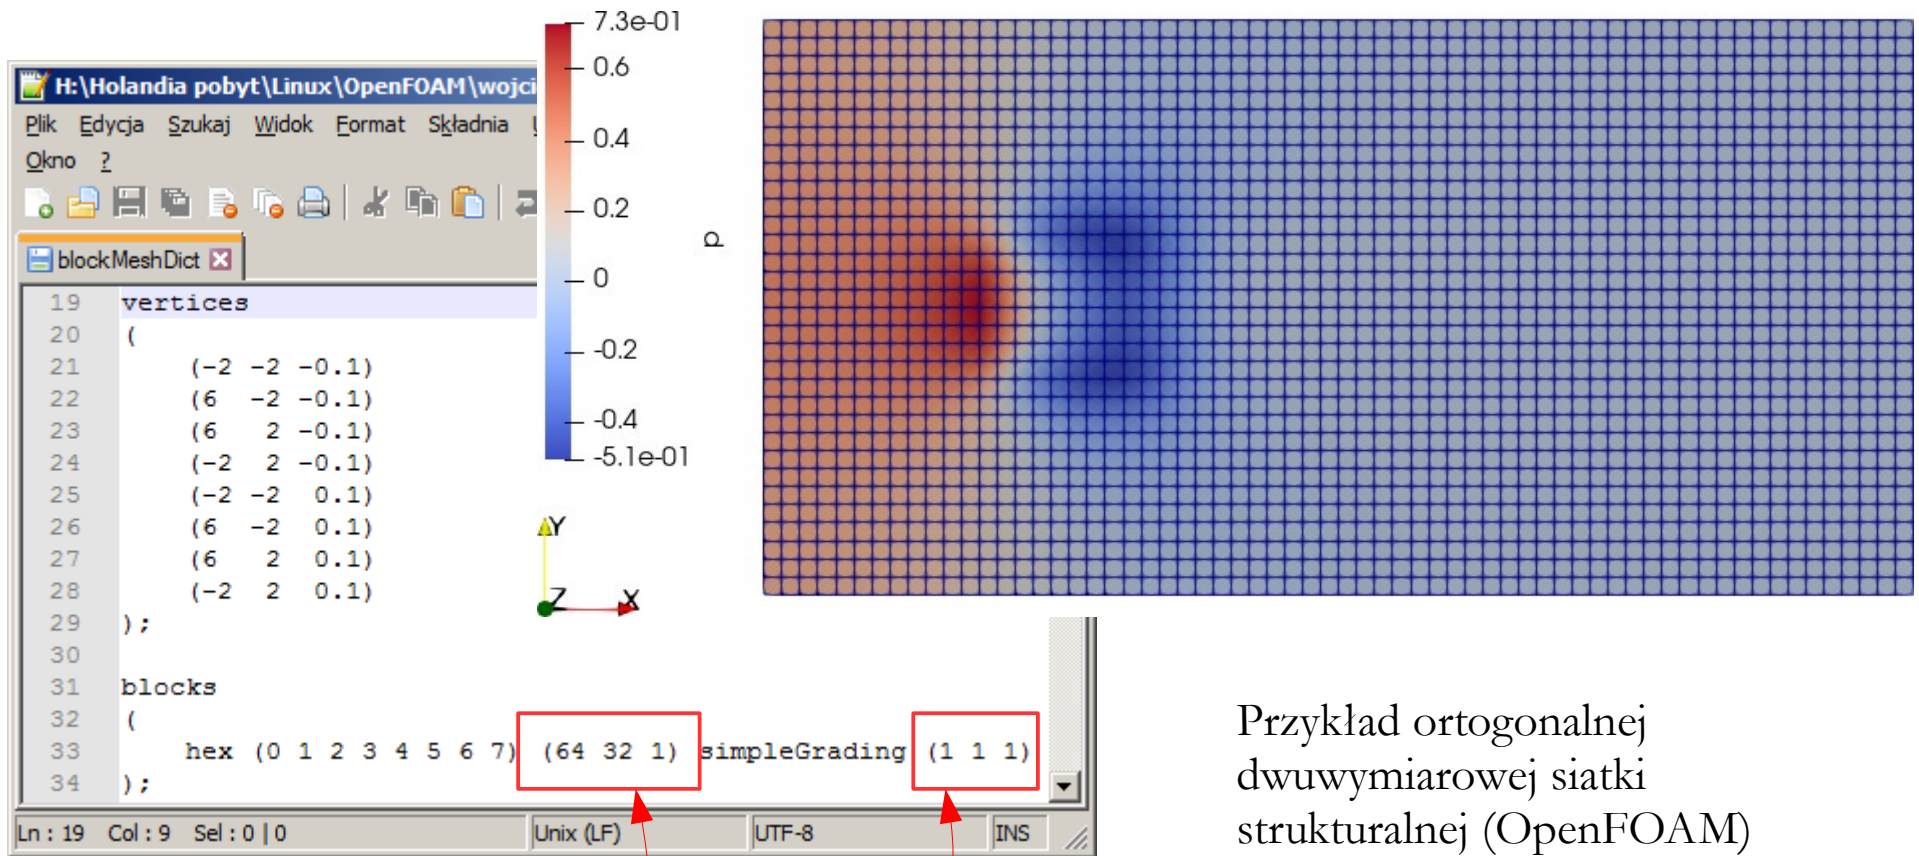 7.3e-01
0.6
0.4
0.2
0
-0.2
-0.4
-5.1e-01
p
H:\Holandia pobyt\Linux\OpenFOAM\wojci
Plik Edycja Szukaj Widok Format Składnia
Okno ?
blockMeshDict
19 vertices
20 (
21 (-2 -2 -0.1)
22 (6 -2 -0.1)
23 (6 2 -0.1)
24 (-2 2 -0.1)
25 (-2 -2 0.1)
26 (6 -2 0.1)
27 (6 2 0.1)
28 (-2 2 0.1)
29 );
30
31 blocks
32 (
33 hex (0 1 2 3 4 5 6 7) (64 32 1) simpleGrading (1 1 1)
34 );
Ln : 19 Col : 9 Sel : 0 | 0 Unix (LF) UTF-8 INS
Y
Z X
Przykład ortogonalnej
dwuwymiarowej siatki
strukturalnej (OpenFOAM)